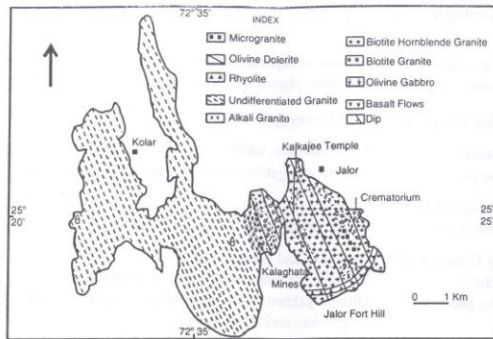 72°35'
INDEX
Microgranite
Olivine Dolerite
Rhyolite
Undifferentiated Granite
Alkali Granite
Biotite Hornblende Granite
Biotite Granite
Olivine Gabbro
Basalt Flows
Dip
Kolar
Kalkajee Temple
Jalor
Crematorium
25°
20'
25°
Kalaghata
Mines
Jalor Fort Hill
0 1 Km
72°35'